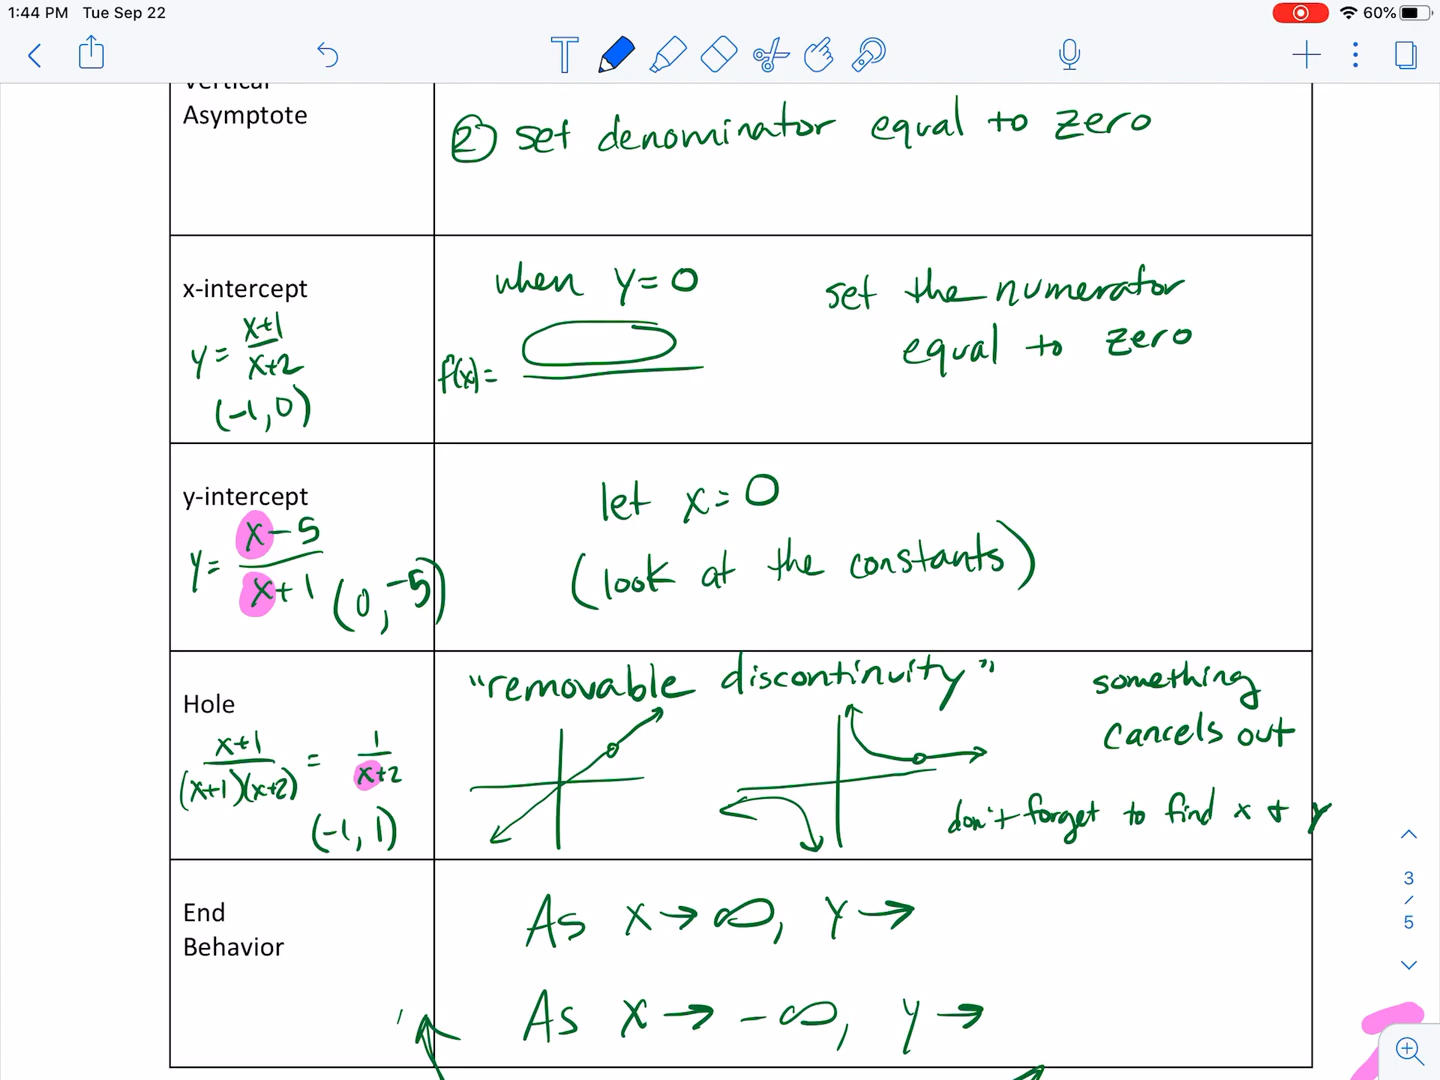 1:44 PM Tue Sep 22
60%
Vertical
Asymptote
② set denominator equal to zero
x-intercept
y = x+1 / x+2
(-1, 0)
when y = 0
f(x) =
set the numerator
equal to zero
y-intercept
y = x - 5 / x + 1
(0, -5)
let x = 0
(look at the constants)
Hole
x+1 / (x+1)(x+2) = 1 / x+2
(-1, 1)
"removable discontinuity"
something
cancels out
don't forget to find x + y
End
Behavior
As x → ∞, y →
As x → -∞, y →
3
/
5